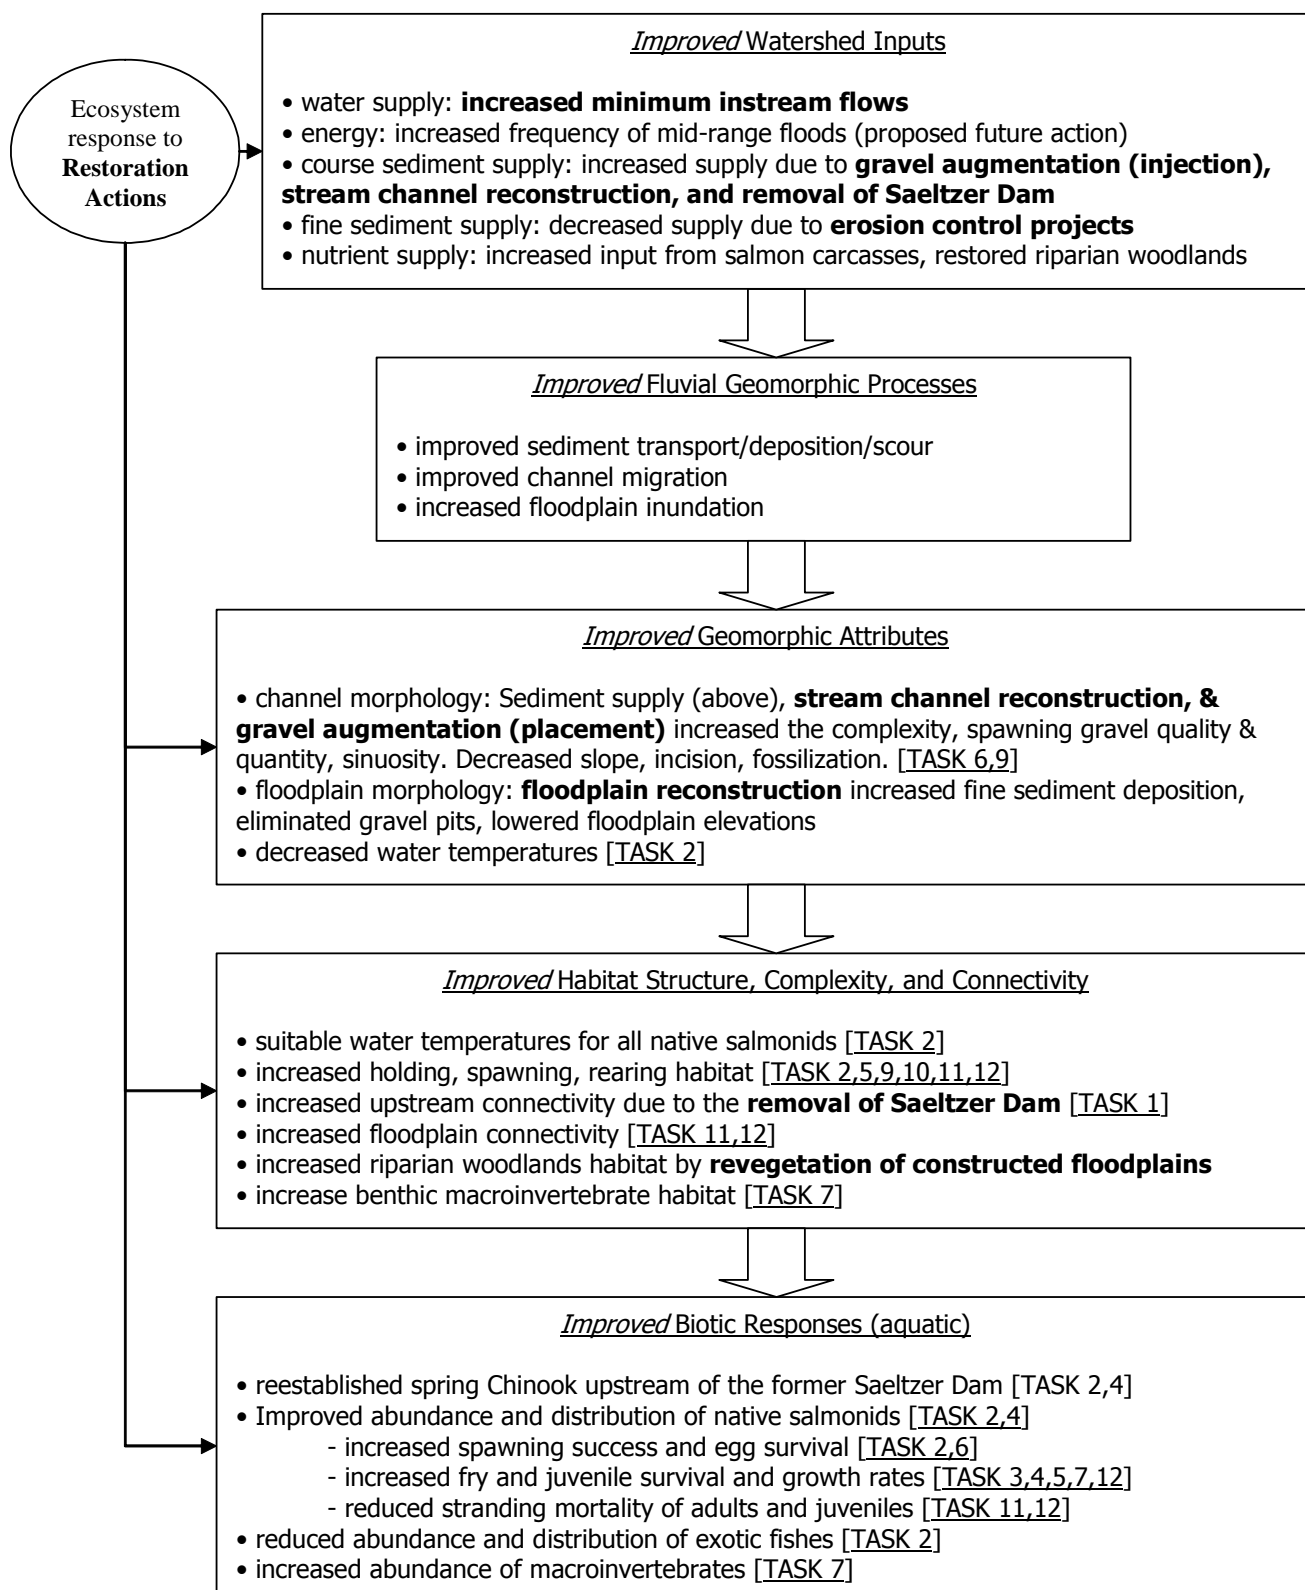 Ecosystem
response to
Restoration
Actions
Improved Watershed Inputs
• water supply: increased minimum instream flows
• energy: increased frequency of mid-range floods (proposed future action)
• course sediment supply: increased supply due to gravel augmentation (injection),
stream channel reconstruction, and removal of Saeltzer Dam
• fine sediment supply: decreased supply due to erosion control projects
• nutrient supply: increased input from salmon carcasses, restored riparian woodlands
Improved Fluvial Geomorphic Processes
• improved sediment transport/deposition/scour
• improved channel migration
• increased floodplain inundation
Improved Geomorphic Attributes
• channel morphology: Sediment supply (above), stream channel reconstruction, &
gravel augmentation (placement) increased the complexity, spawning gravel quality &
quantity, sinuosity. Decreased slope, incision, fossilization. [TASK 6,9]
• floodplain morphology: floodplain reconstruction increased fine sediment deposition,
eliminated gravel pits, lowered floodplain elevations
• decreased water temperatures [TASK 2]
Improved Habitat Structure, Complexity, and Connectivity
• suitable water temperatures for all native salmonids [TASK 2]
• increased holding, spawning, rearing habitat [TASK 2,5,9,10,11,12]
• increased upstream connectivity due to the removal of Saeltzer Dam [TASK 1]
• increased floodplain connectivity [TASK 11,12]
• increased riparian woodlands habitat by revegetation of constructed floodplains
• increase benthic macroinvertebrate habitat [TASK 7]
Improved Biotic Responses (aquatic)
• reestablished spring Chinook upstream of the former Saeltzer Dam [TASK 2,4]
• Improved abundance and distribution of native salmonids [TASK 2,4]
- increased spawning success and egg survival [TASK 2,6]
- increased fry and juvenile survival and growth rates [TASK 3,4,5,7,12]
- reduced stranding mortality of adults and juveniles [TASK 11,12]
• reduced abundance and distribution of exotic fishes [TASK 2]
• increased abundance of macroinvertebrates [TASK 7]